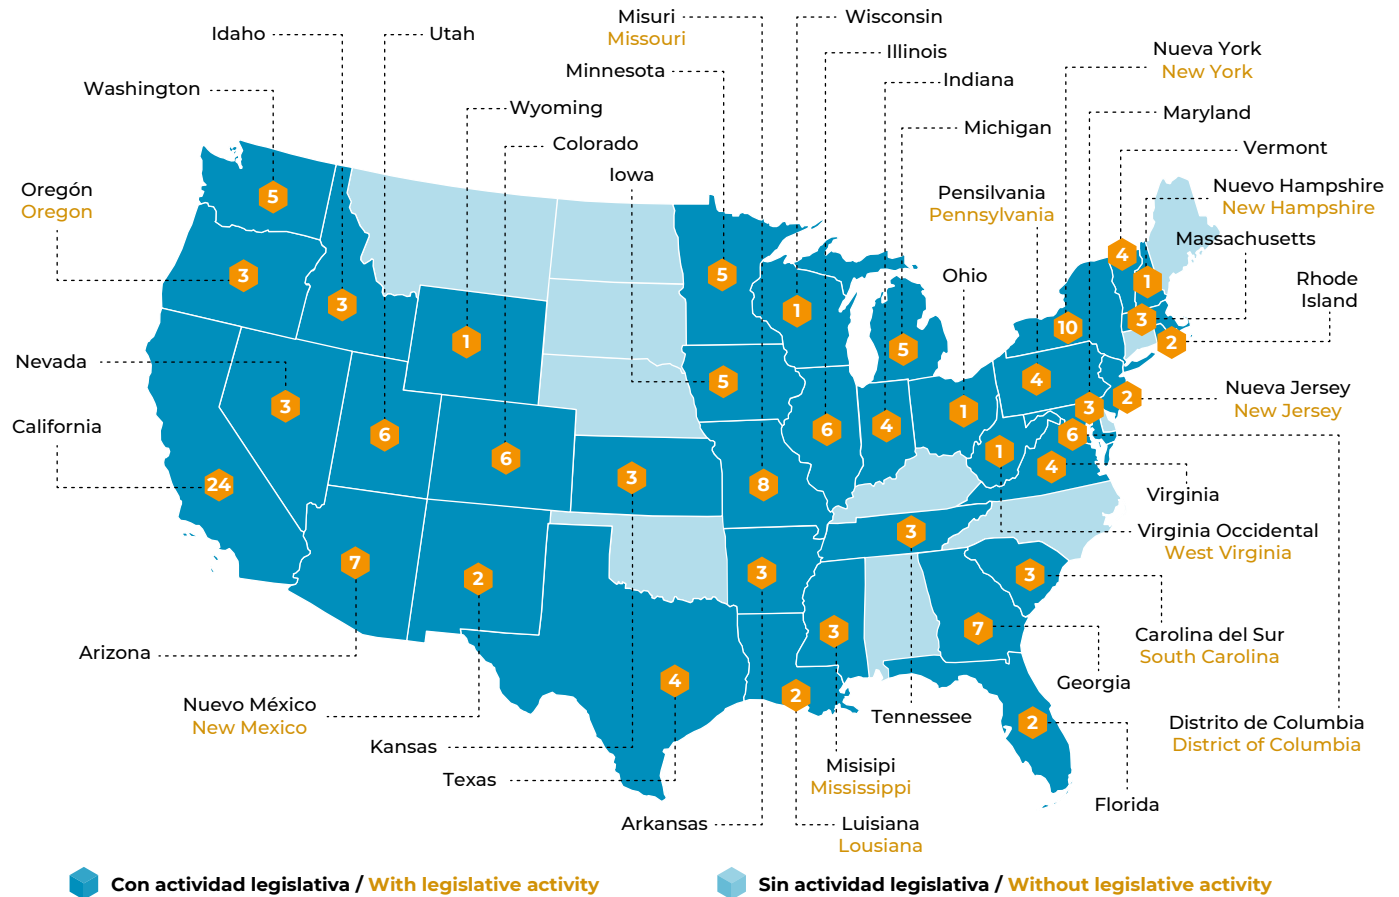 Misuri
Missouri
Wisconsin
Idaho
Utah
Illinois
Nueva York
New York
Minnesota
Indiana
Washington
Wyoming
Maryland
Michigan
Colorado
Vermont
Iowa
Oregón
Oregon
Pensilvania
Pennsylvania
Nuevo Hampshire
New Hampshire
Massachusetts
Ohio
Rhode
Island
Nevada
Nueva Jersey
New Jersey
California
Virginia
Virginia Occidental
West Virginia
Carolina del Sur
South Carolina
Arizona
Georgia
Nuevo México
New Mexico
Tennessee
Distrito de Columbia
District of Columbia
Kansas
Misisipi
Mississippi
Texas
Florida
Arkansas
Luisiana
Lousiana
5
3
3
5
1
4
1
1
5
10
3
2
3
5
4
2
6
6
1
6
4
1
3
6
1
4
24
3
8
7
2
3
3
3
3
7
4
2
2
Con actividad legislativa / With legislative activity
Sin actividad legislativa / Without legislative activity